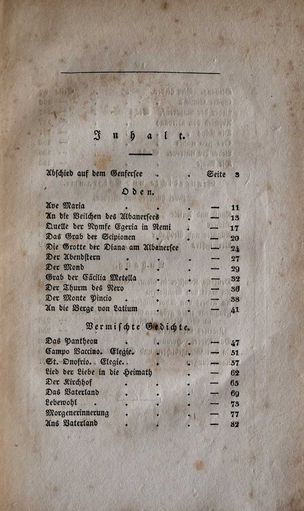 Inhalt.
Abschied auf dem Genfersee . . Seite 3
Oden.
Ave Maria . . . — 11
An die Veilchen des Albanersees . — 13
Quelle der Nymfe Egeria in Nemi . — 17
Das Grab der Scipionen . . — 20
Die Grotte der Diana am Albanersee — 24
Der Abendstern . . . — 27
Der Mond . . . — 29
Grab der Cäcilia Metella . . — 32
Der Thurm des Nero . . — 36
Der Monte Pincio . . . — 38
An die Berge von Latium . . — 41
Vermischte Gedichte.
Das Pantheon . . . — 47
Campo Vaccino. Elegie. . . — 51
St. Onofrio. Elegie. . . — 57
Lied der Liebe in die Heimath . — 62
Der Kirchhof . . . — 65
Das Vaterland . . . — 69
Lebewohl . . . . — 73
Morgenerinnerung . . . — 77
Ans Vaterland . . . — 82